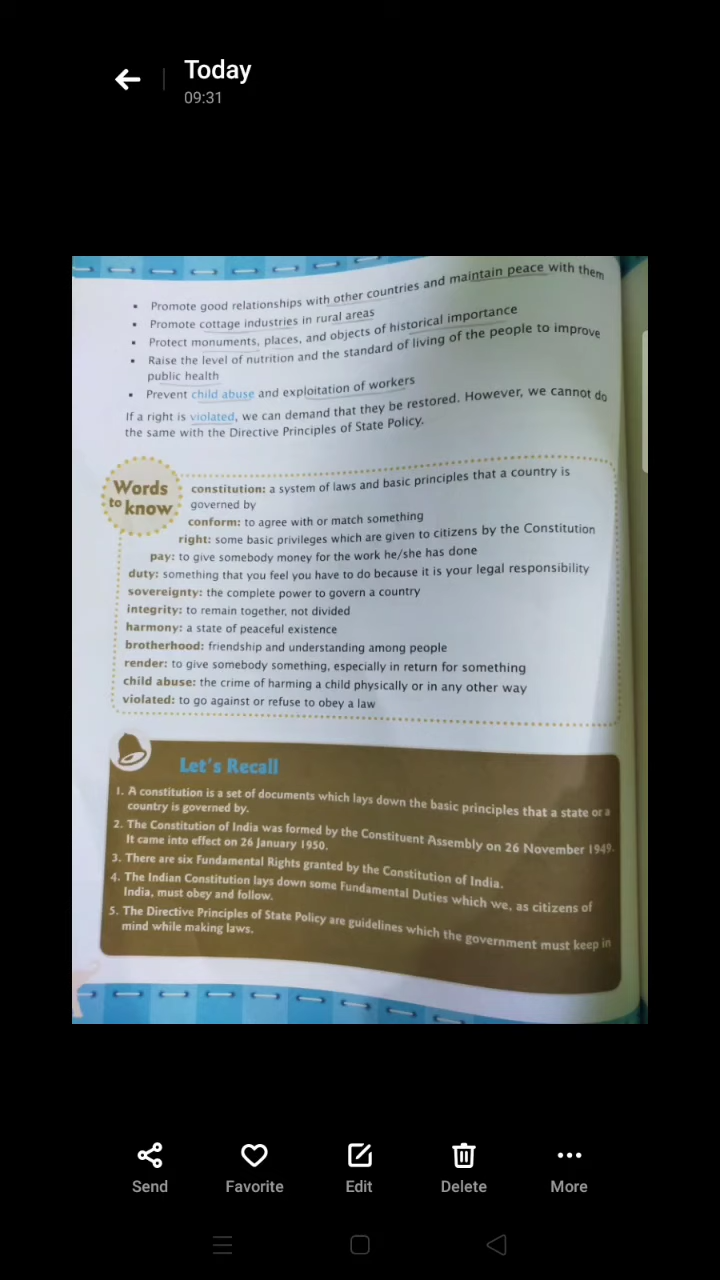 Today
09:31
• Promote good relationships with other countries and maintain peace with them
• Promote cottage industries in rural areas
• Protect monuments, places, and objects of historical importance
• Raise the level of nutrition and the standard of living of the people to improve
public health
• Prevent child abuse and exploitation of workers
If a right is violated, we can demand that they be restored. However, we cannot do
the same with the Directive Principles of State Policy.
Words
to know
constitution: a system of laws and basic principles that a country is
governed by
conform: to agree with or match something
right: some basic privileges which are given to citizens by the Constitution
pay: to give somebody money for the work he/she has done
duty: something that you feel you have to do because it is your legal responsibility
sovereignty: the complete power to govern a country
integrity: to remain together, not divided
harmony: a state of peaceful existence
brotherhood: friendship and understanding among people
render: to give somebody something, especially in return for something
child abuse: the crime of harming a child physically or in any other way
violated: to go against or refuse to obey a law
Let's Recall
1. A constitution is a set of documents which lays down the basic principles that a state or a
country is governed by.
2. The Constitution of India was formed by the Constituent Assembly on 26 November 1949.
It came into effect on 26 January 1950.
3. There are six Fundamental Rights granted by the Constitution of India.
4. The Indian Constitution lays down some Fundamental Duties which we, as citizens of
India, must obey and follow.
5. The Directive Principles of State Policy are guidelines which the government must keep in
mind while making laws.
Send
Favorite
Edit
Delete
More